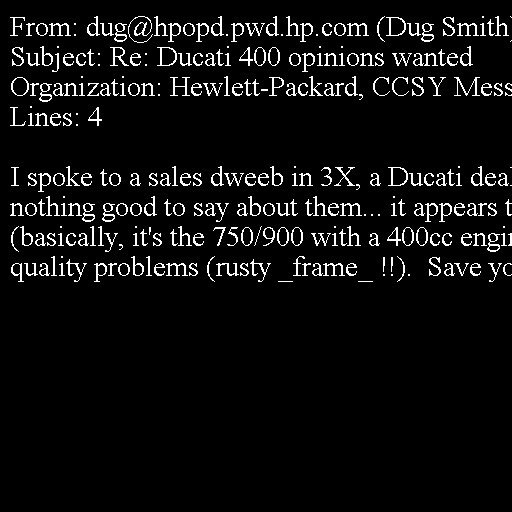 From: dug@hpopd.pwd.hp.com (Dug Smith)
Subject: Re: Ducati 400 opinions wanted
Organization: Hewlett-Packard, CCSY Mess
Lines: 4

I spoke to a sales dweeb in 3X, a Ducati deal
nothing good to say about them... it appears t
(basically, it's the 750/900 with a 400cc engin
quality problems (rusty _frame_ !!).  Save yo